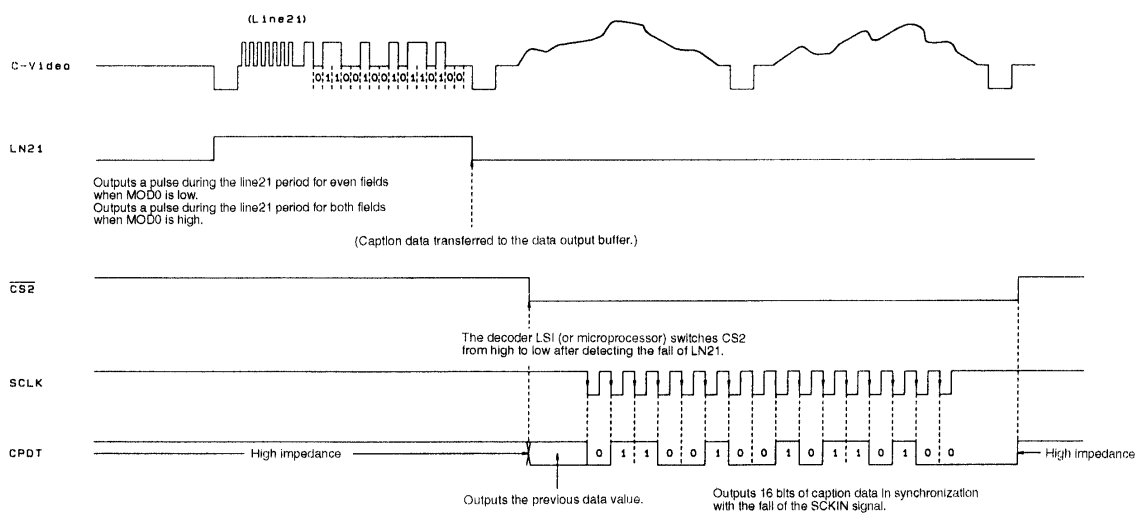 (Line21)
C-Video
0 1 1 0 0 1 0 0 1 0 1 1 0 1 0 0
LN21
Outputs a pulse during the line21 period for even fields
when MOD0 is low.
Outputs a pulse during the line21 period for both fields
when MOD0 is high.
(Caption data transferred to the data output buffer.)
CS2
The decoder LSI (or microprocessor) switches CS2
from high to low after detecting the fall of LN21.
SCLK
CPDT
High impedance
0 1 1 0 0 1 0 0 1 0 1 1 0 1 0 0
High impedance
Outputs the previous data value.
Outputs 16 bits of caption data in synchronization
with the fall of the SCKIN signal.